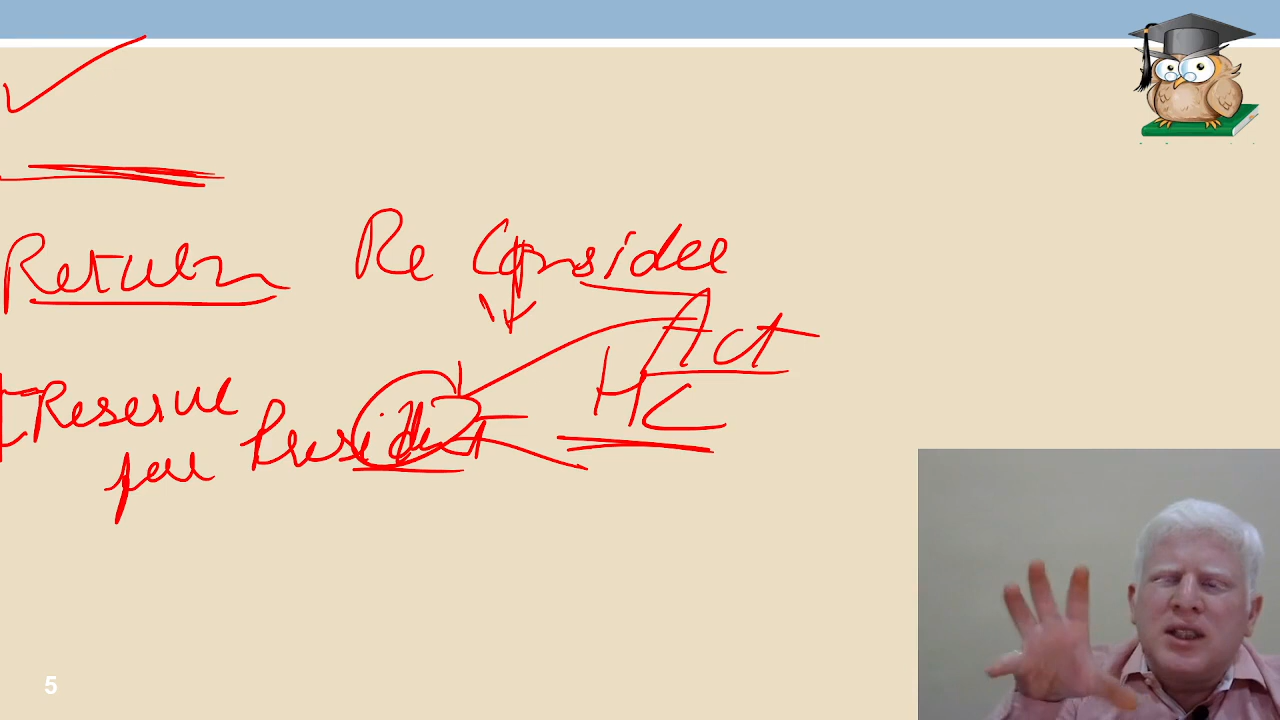 Return Re Consider
Act
HC
Reserve
for President
5